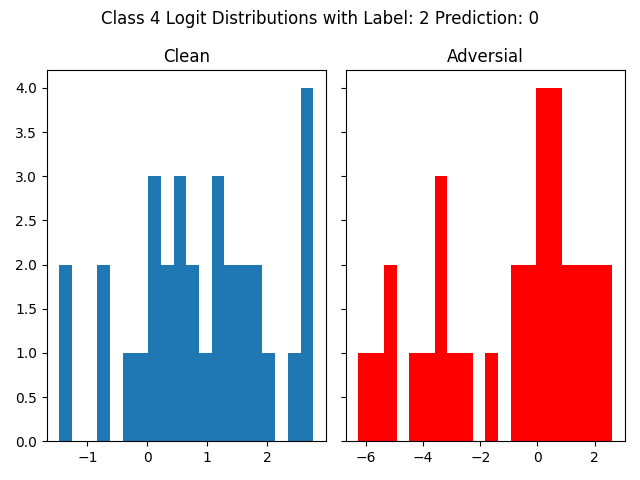 Class 4 Logit Distributions with Label: 2 Prediction: 0
Clean
Adversial
4.0
3.5
3.0
2.5
2.0
1.5
1.0
0.5
0.0
−1 0 1 2
−6 −4 −2 0 2